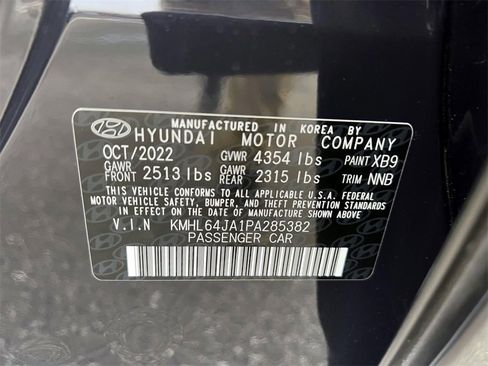 MANUFACTURED IN KOREA BY
HYUNDAI MOTOR COMPANY
OCT/2022 GVWR 4354 lbs PAINT XB9
GAWR FRONT 2513 lbs GAWR REAR 2315 lbs TRIM NNB
THIS VEHICLE CONFORMS TO ALL APPLICABLE U.S.A. FEDERAL
MOTOR VEHICLE SAFETY, BUMPER, AND THEFT PREVENTION STANDARDS
IN EFFECT ON THE DATE OF MANUFACTURE SHOWN ABOVE.
V.I.N KMHL64JA1PA285382
PASSENGER CAR